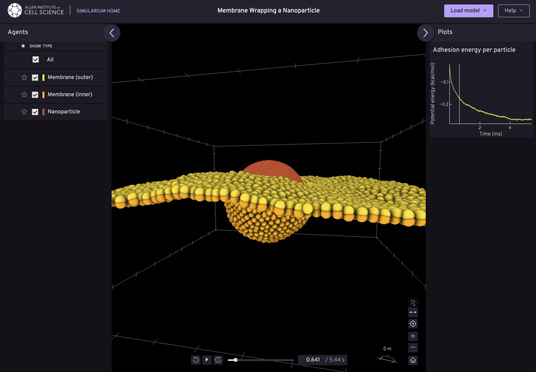 ALLEN INSTITUTE for
CELL SCIENCE
SIMULARIUM HOME
Membrane Wrapping a Nanoparticle
Load model
Help
Agents
SHOW TYPE
All
Membrane (outer)
Membrane (inner)
Nanoparticle
Plots
Adhesion energy per particle
Potential energy (kcal/mol)
−0.1
−0.2
2
4
Time (ms)
0.641 / 5.44 s